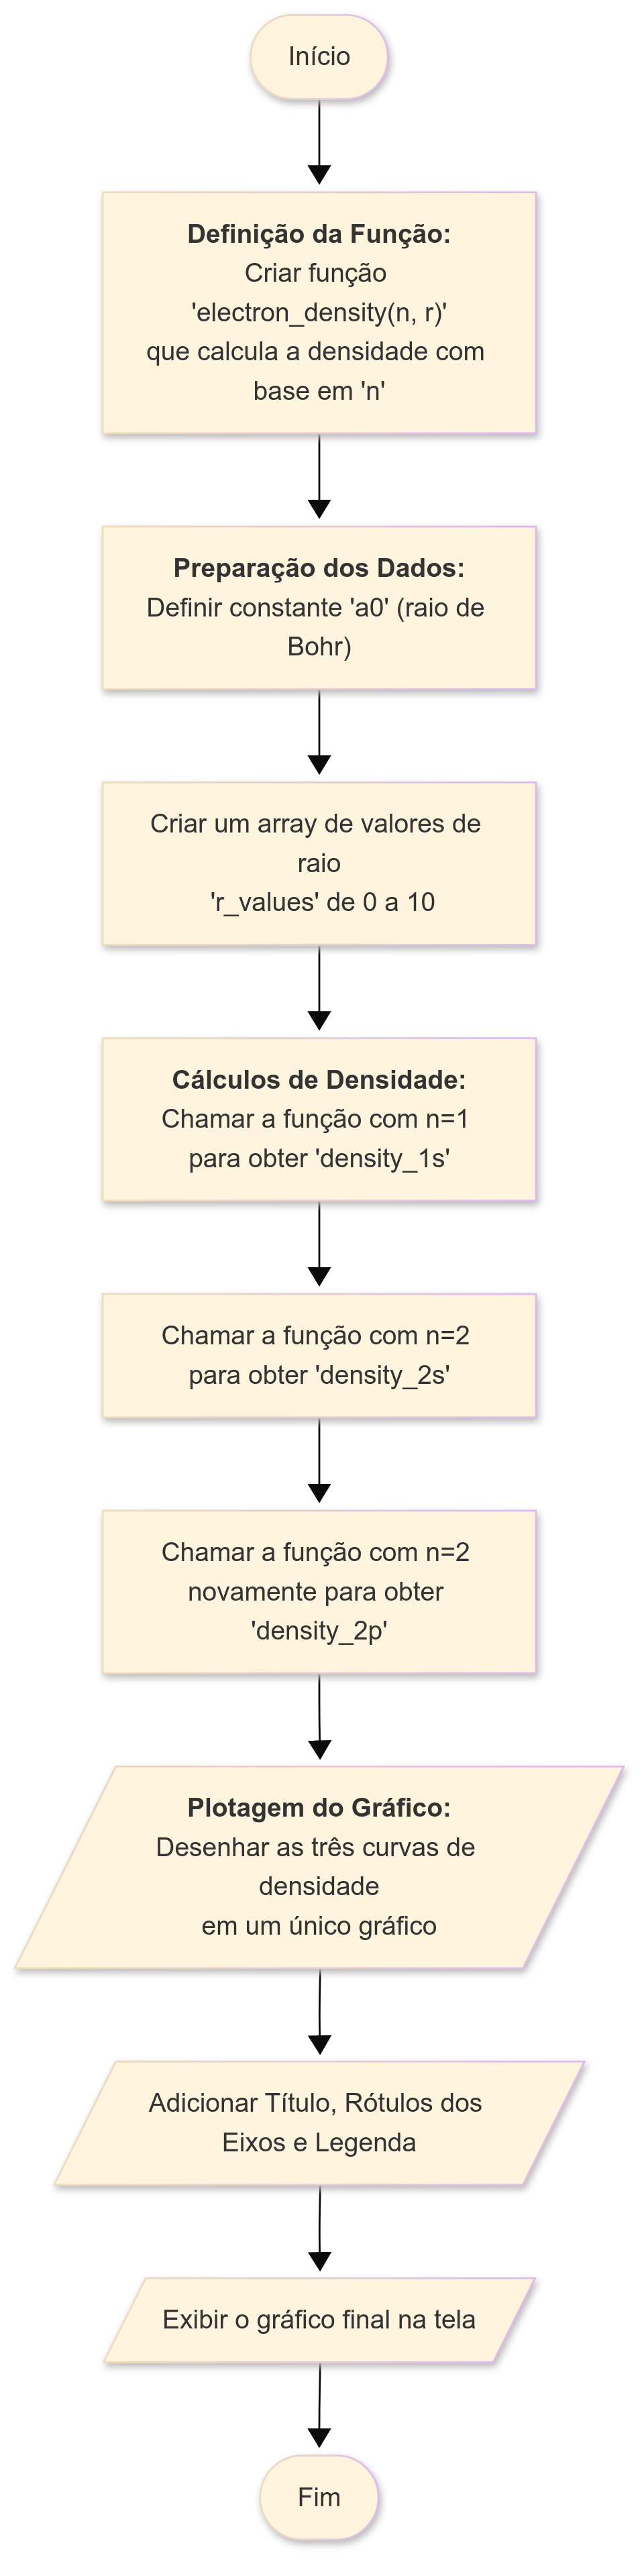 Início
Definição da Função:
Criar função
'electron_density(n, r)'
que calcula a densidade com
base em 'n'
Preparação dos Dados:
Definir constante 'a0' (raio de
Bohr)
Criar um array de valores de
raio
'r_values' de 0 a 10
Cálculos de Densidade:
Chamar a função com n=1
para obter 'density_1s'
Chamar a função com n=2
para obter 'density_2s'
Chamar a função com n=2
novamente para obter
'density_2p'
Plotagem do Gráfico:
Desenhar as três curvas de
densidade
em um único gráfico
Adicionar Título, Rótulos dos
Eixos e Legenda
Exibir o gráfico final na tela
Fim